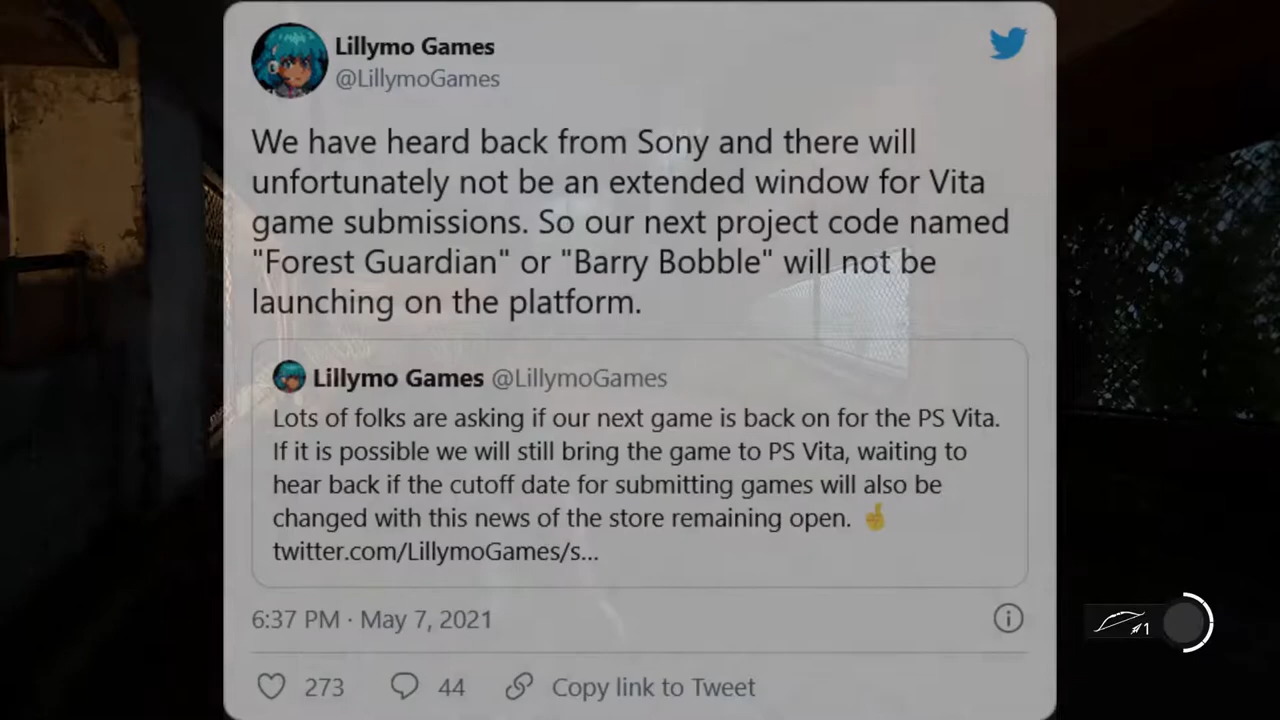 Lillymo Games
@LillymoGames
We have heard back from Sony and there will
unfortunately not be an extended window for Vita
game submissions. So our next project code named
"Forest Guardian" or "Barry Bobble" will not be
launching on the platform.
Lillymo Games @LillymoGames
Lots of folks are asking if our next game is back on for the PS Vita.
If it is possible we will still bring the game to PS Vita, waiting to
hear back if the cutoff date for submitting games will also be
changed with this news of the store remaining open. 🤞
twitter.com/LillymoGames/s...
6:37 PM · May 7, 2021
273 44 Copy link to Tweet
1